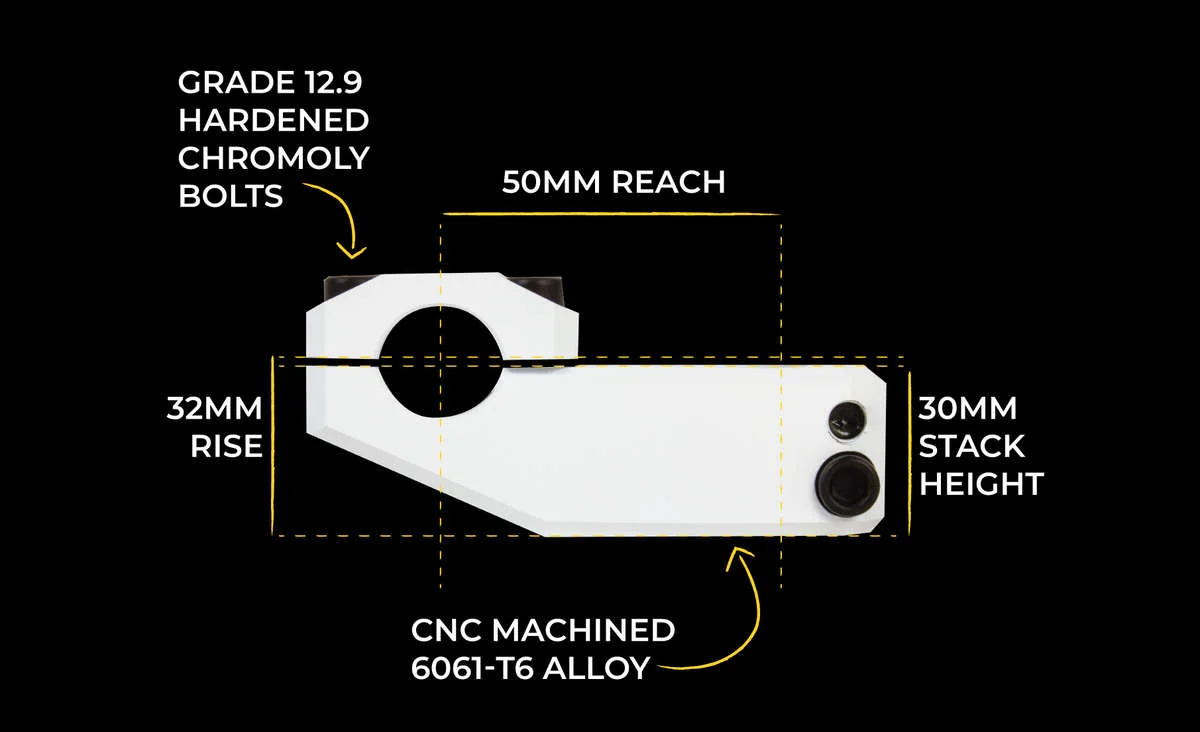 GRADE 12.9
HARDENED
CHROMOLY
BOLTS
50MM REACH
32MM
RISE
30MM
STACK
HEIGHT
CNC MACHINED
6061-T6 ALLOY